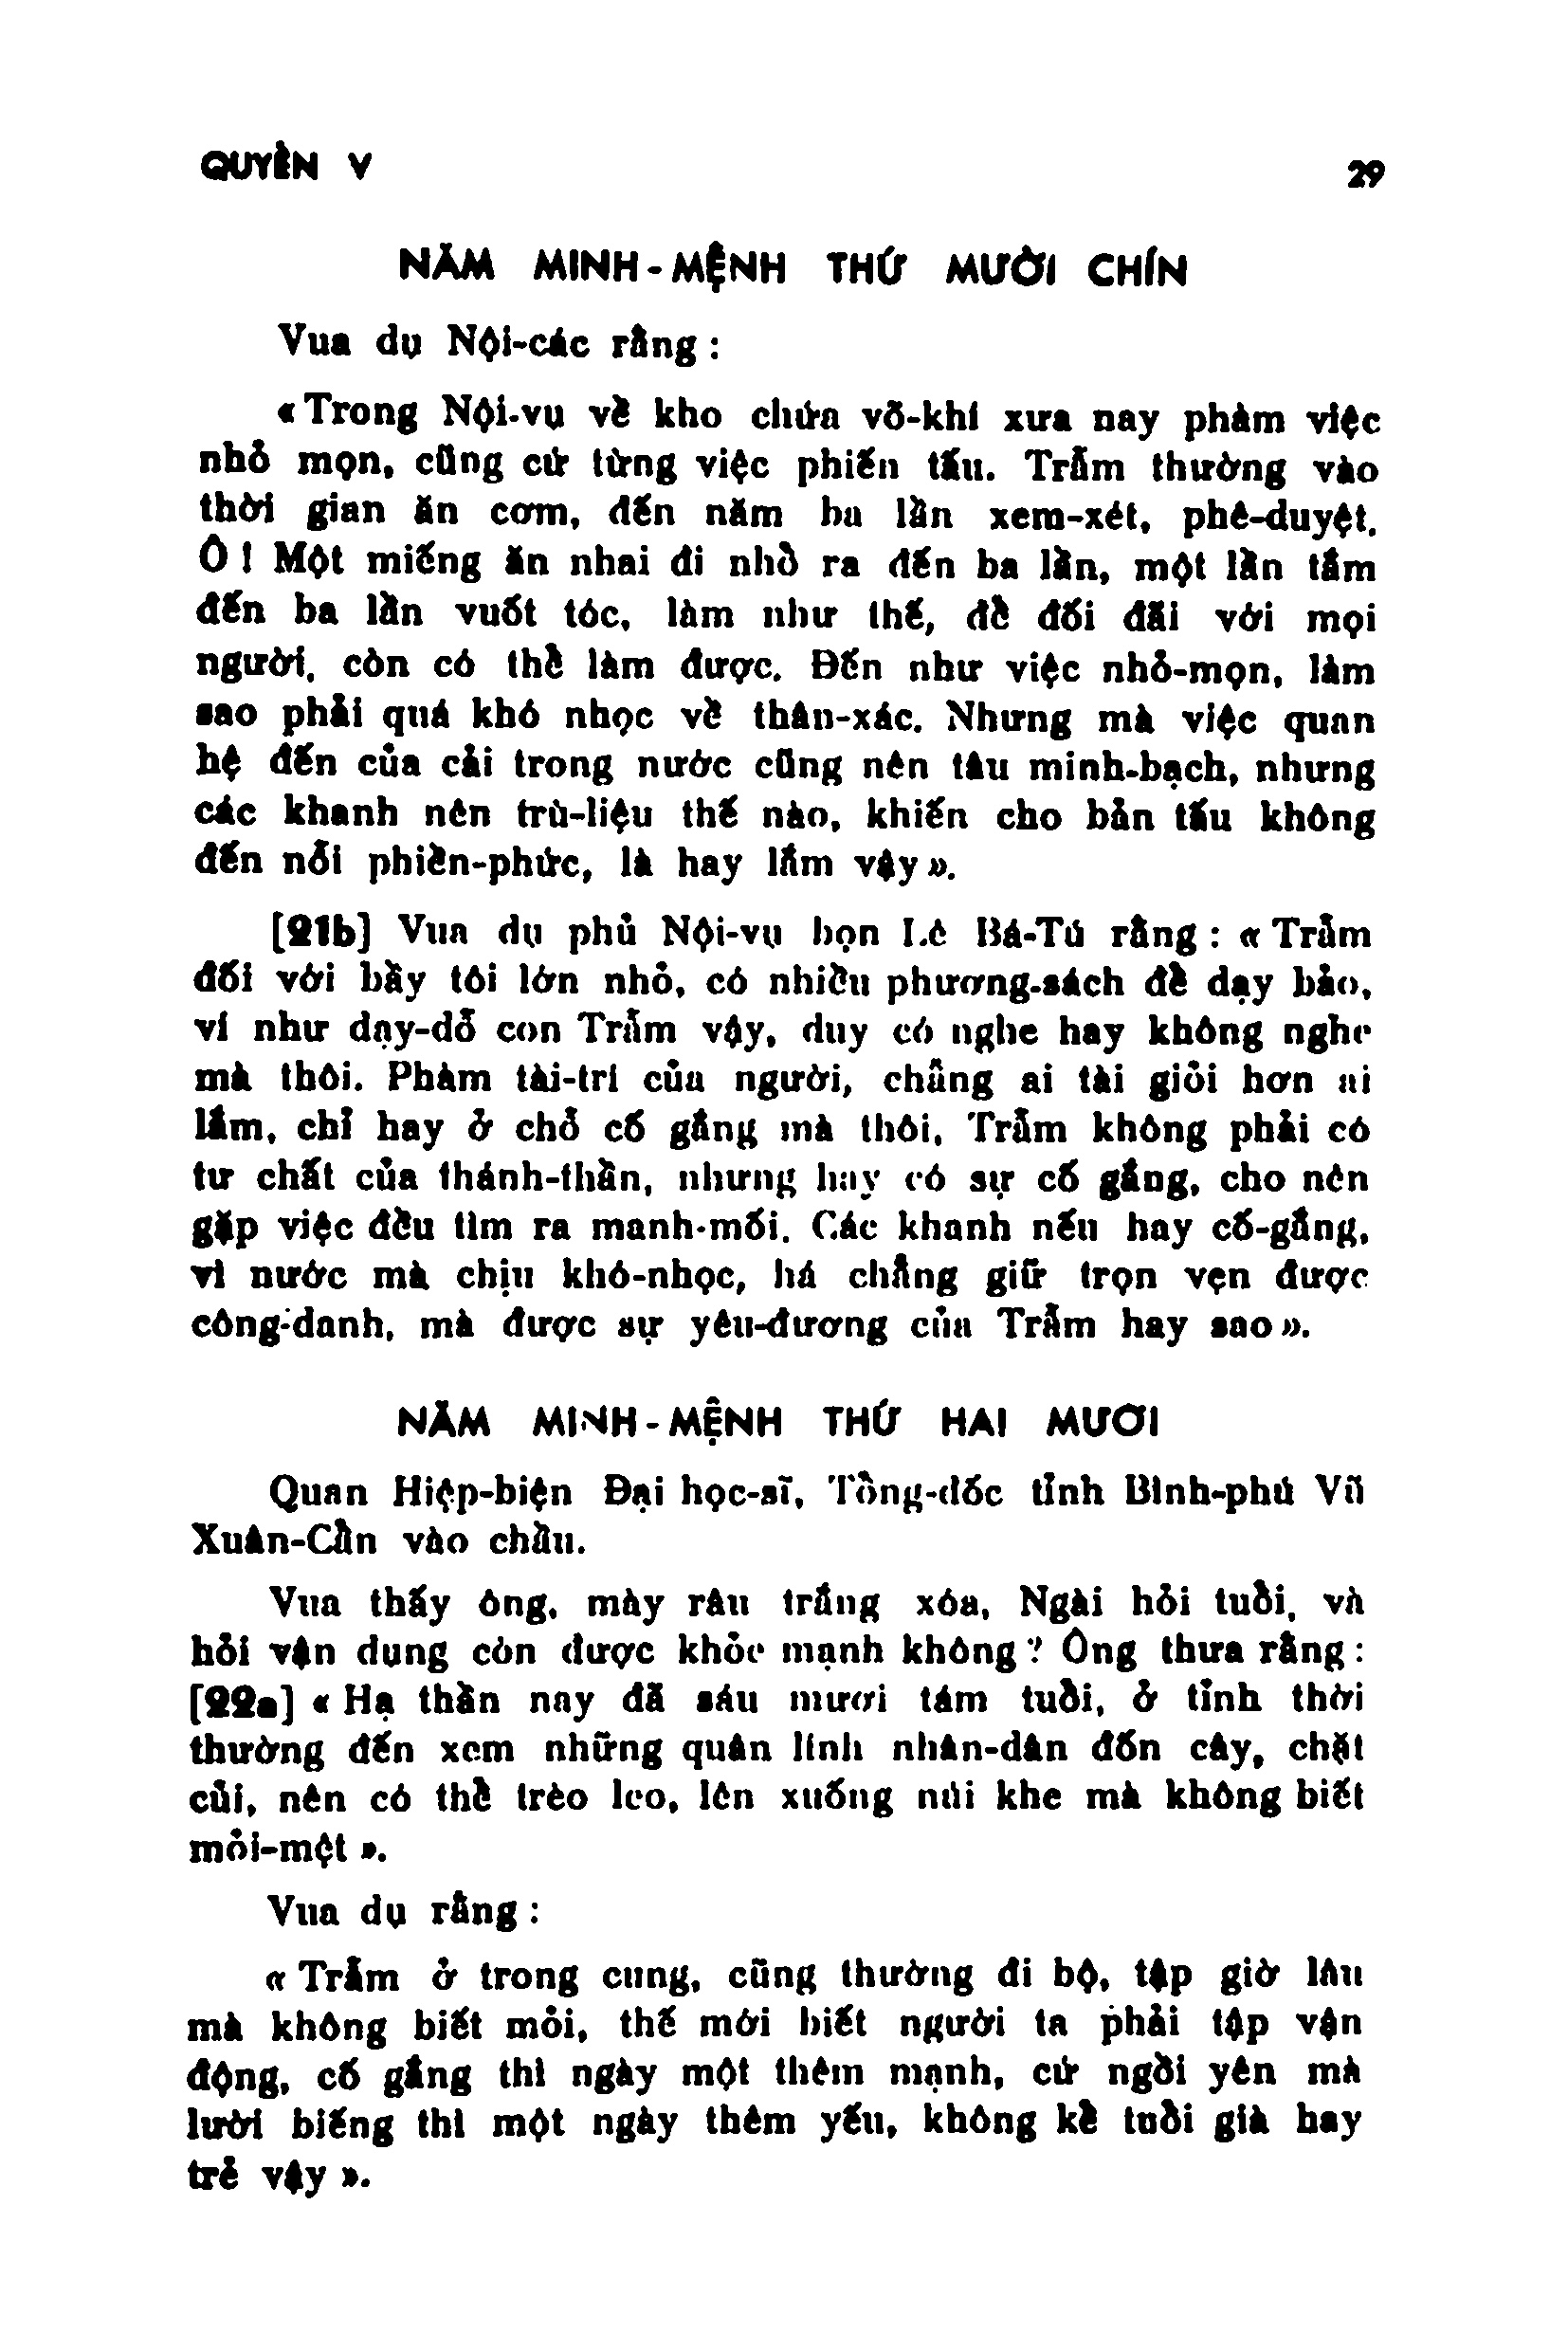 QUYỂN V
29
NĂM MINH-MỆNH THỨ MƯỜI CHÍN
Vua dụ Nội-các rằng :
« Trong Nội-vụ về kho chứa võ-khí xưa nay phàm việc
nhỏ mọn, cũng cứ từng việc phiến tấu. Trẫm thường vào
thời gian ăn cơm, đến năm ba lần xem-xét, phê-duyệt.
Ô ! Một miếng ăn nhai đi nhổ ra đến ba lần, một lần tắm
đến ba lần vuốt tóc, làm như thế, để đối đãi với mọi
người, còn có thể làm được. Đến như việc nhỏ-mọn, làm
sao phải quá khó nhọc về thân-xác. Nhưng mà việc quan
hệ đến của cải trong nước cũng nên tâu minh-bạch, nhưng
các khanh nên trù-liệu thế nào, khiến cho bản tấu không
đến nỗi phiền-phức, là hay lắm vậy ».
[21b] Vua dụ phủ Nội-vụ bọn Lê Bá-Tú rằng : « Trẫm
đối với bầy tôi lớn nhỏ, có nhiều phương-sách để dạy bảo,
ví như dạy-dỗ con Trẫm vậy, duy có nghe hay không nghe
mà thôi. Phàm tài-trí của người, chẳng ai tài giỏi hơn ai
lắm, chỉ hay ở chỗ cố gắng mà thôi. Trẫm không phải có
tư chất của thánh-thần, nhưng hay có sự cố gắng, cho nên
gặp việc đều tìm ra manh-mối. Các khanh nếu hay cố-gắng,
vì nước mà chịu khó-nhọc, há chẳng giữ trọn vẹn được
công-danh, mà được sự yêu-đương của Trẫm hay sao ».
NĂM MINH-MỆNH THỨ HAI MƯƠI
Quan Hiệp-biện Đại học-sĩ, Tổng-đốc tỉnh Bình-phú Vũ
Xuân-Cẩn vào chầu.
Vua thấy ông, mày râu trắng xóa, Ngài hỏi tuổi, và
hỏi vận dụng còn được khỏe mạnh không ? Ông thưa rằng :
[22a] « Hạ thần nay đã sáu mươi tám tuổi, ở tỉnh thời
thường đến xem những quân lính nhân-dân đốn cây, chặt
củi, nên có thể trèo leo, lên xuống núi khe mà không biết
mỏi-mệt ».
Vua dụ rằng :
« Trẫm ở trong cung, cũng thường đi bộ, tập giờ lâu
mà không biết mỏi, thế mới biết người ta phải tập vận
động, cố gắng thì ngày một thêm mạnh, cứ ngồi yên mà
lười biếng thì một ngày thêm yếu, không kể tuổi già hay
trẻ vậy ».